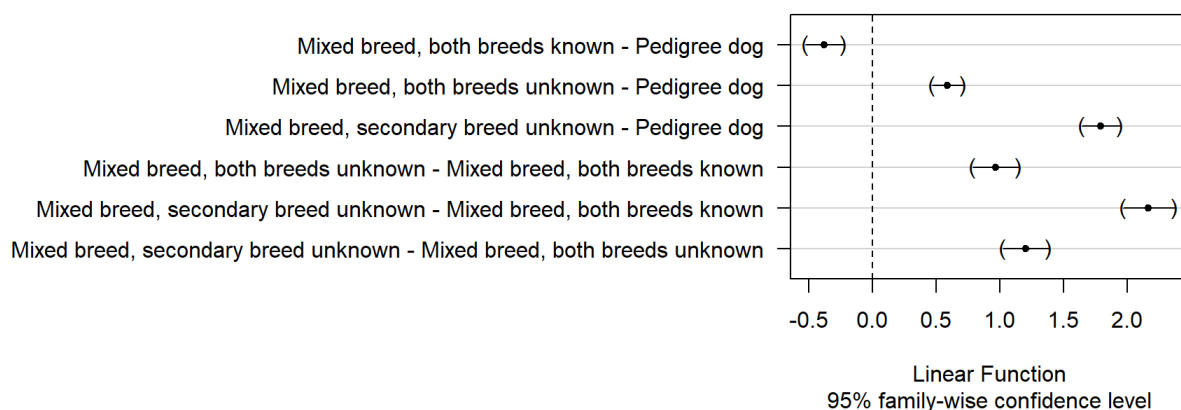 Mixed breed, both breeds known - Pedigree dog
Mixed breed, both breeds unknown - Pedigree dog
Mixed breed, secondary breed unknown - Pedigree dog
Mixed breed, both breeds unknown - Mixed breed, both breeds known
Mixed breed, secondary breed unknown - Mixed breed, both breeds known
Mixed breed, secondary breed unknown - Mixed breed, both breeds unknown
-0.5 0.0 0.5 1.0 1.5 2.0
Linear Function
95% family-wise confidence level